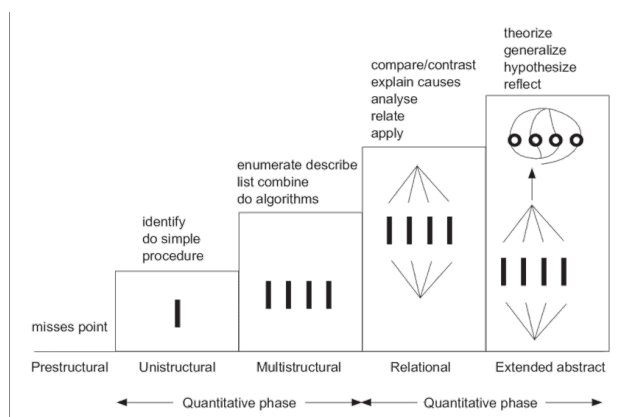 theorize
generalize
hypothesize
reflect
compare/contrast
explain causes
analyse
relate
apply
enumerate describe
list combine
do algorithms
identify
do simple
procedure
misses point
Prestructural
Unistructural
Multistructural
Relational
Extended abstract
Quantitative phase
Quantitative phase